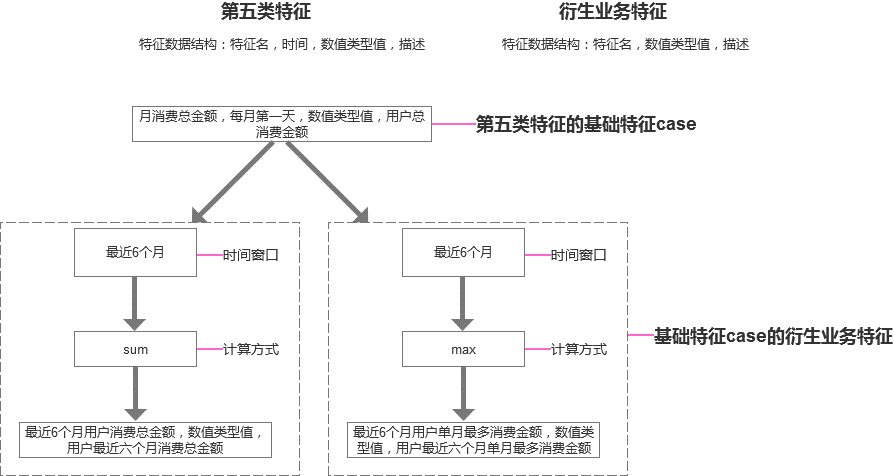 第五类特征
衍生业务特征
特征数据结构：特征名，时间，数值类型值，描述
特征数据结构：特征名，数值类型值，描述
月消费总金额，每月第一天，数值类型值，用户总
消费金额
第五类特征的基础特征case
最近6个月
时间窗口
最近6个月
时间窗口
基础特征case的衍生业务特征
sum
计算方式
max
计算方式
最近6个月用户消费总金额，数值类型值，
用户最近六个月消费总金额
最近6个月用户单月最多消费金额，数值类
型值，用户最近六个月单月最多消费金额